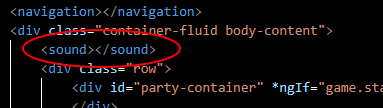 <navigation></navigation>
<div class="container-fluid body-content">
<sound></sound>
<div class="row">
<div id="party-container" *ngIf="game.sta
</div>